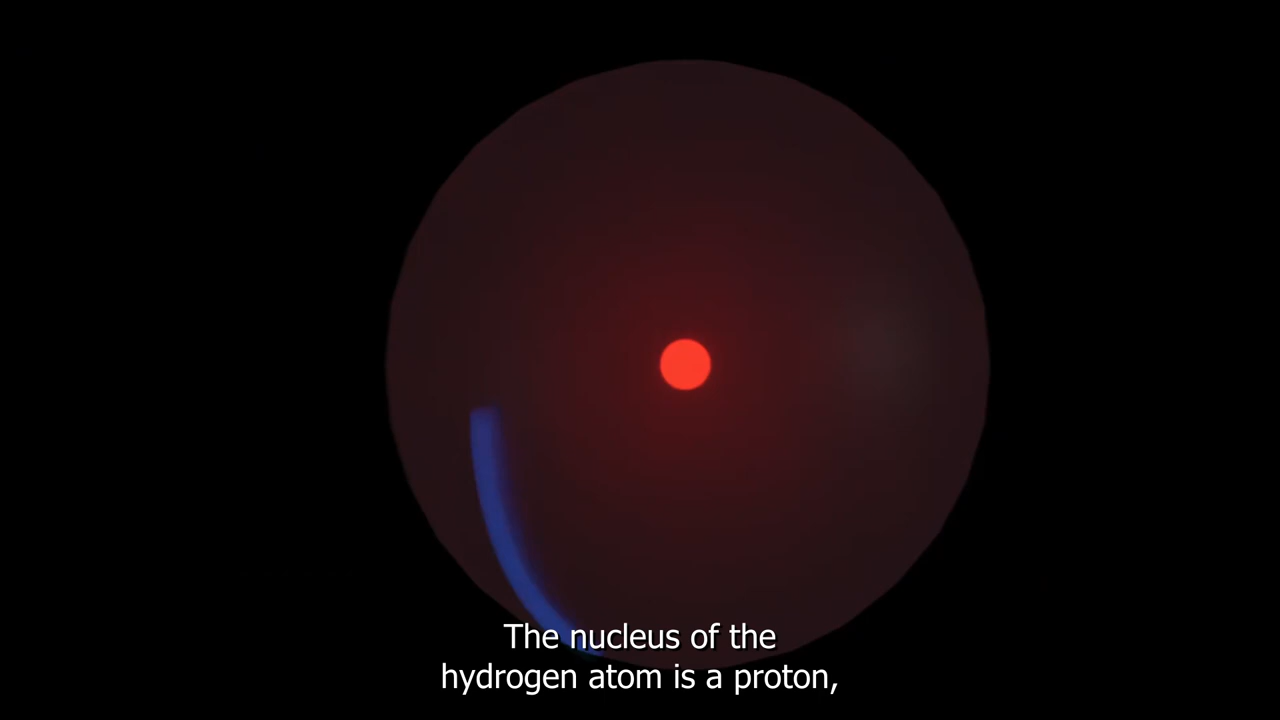 The nucleus of the
hydrogen atom is a proton,